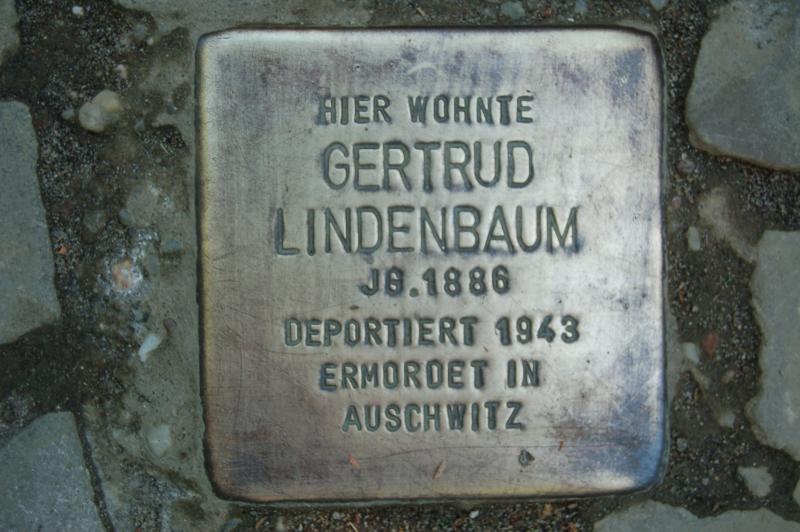 HIER WOHNTE
GERTRUD
LINDENBAUM
JG.1886
DEPORTIERT 1943
ERMORDET IN
AUSCHWITZ